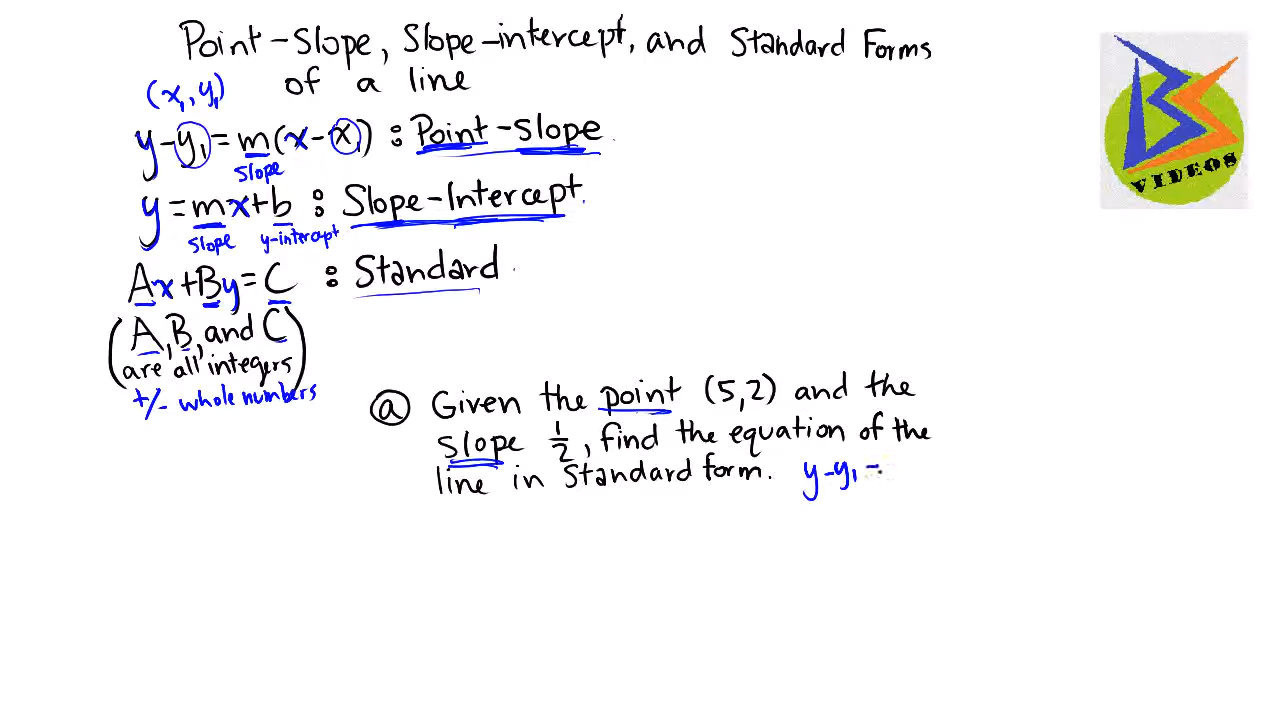 Point-Slope, Slope-intercept, and Standard Forms
of a line
(x₁, y₁)
y - y₁ = m(x - x₁) : Point-slope
slope
y = mx + b : Slope-Intercept
slope y-intercept
Ax + By = C : Standard
(A, B, and C
are all integers)
+/- whole numbers
ⓐ Given the point (5,2) and the
slope 1/2, find the equation of the
line in Standard form. y - y₁ =
BS
VIDEOS